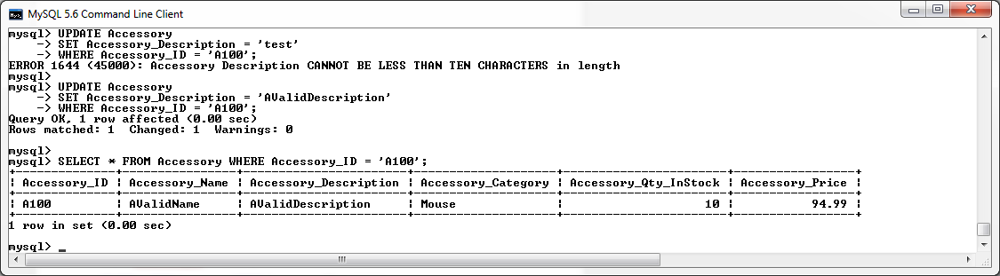 MySQL 5.6 Command Line Client
mysql> UPDATE Accessory
    -> SET Accessory_Description = 'test'
    -> WHERE Accessory_ID = 'A100';
ERROR 1644 (45000): Accessory Description CANNOT BE LESS THAN TEN CHARACTERS in length
mysql>
mysql> UPDATE Accessory
    -> SET Accessory_Description = 'AValidDescription'
    -> WHERE Accessory_ID = 'A100';
Query OK, 1 row affected (0.00 sec)
Rows matched: 1  Changed: 1  Warnings: 0
mysql>
mysql> SELECT * FROM Accessory WHERE Accessory_ID = 'A100';
+--------------+----------------+-----------------------+--------------------+-----------------------+-----------------+
| Accessory_ID | Accessory_Name | Accessory_Description | Accessory_Category | Accessory_Qty_InStock | Accessory_Price |
+--------------+----------------+-----------------------+--------------------+-----------------------+-----------------+
| A100         | AValidName     | AValidDescription     | Mouse              |                    10 |           94.99 |
+--------------+----------------+-----------------------+--------------------+-----------------------+-----------------+
1 row in set (0.00 sec)
mysql> _